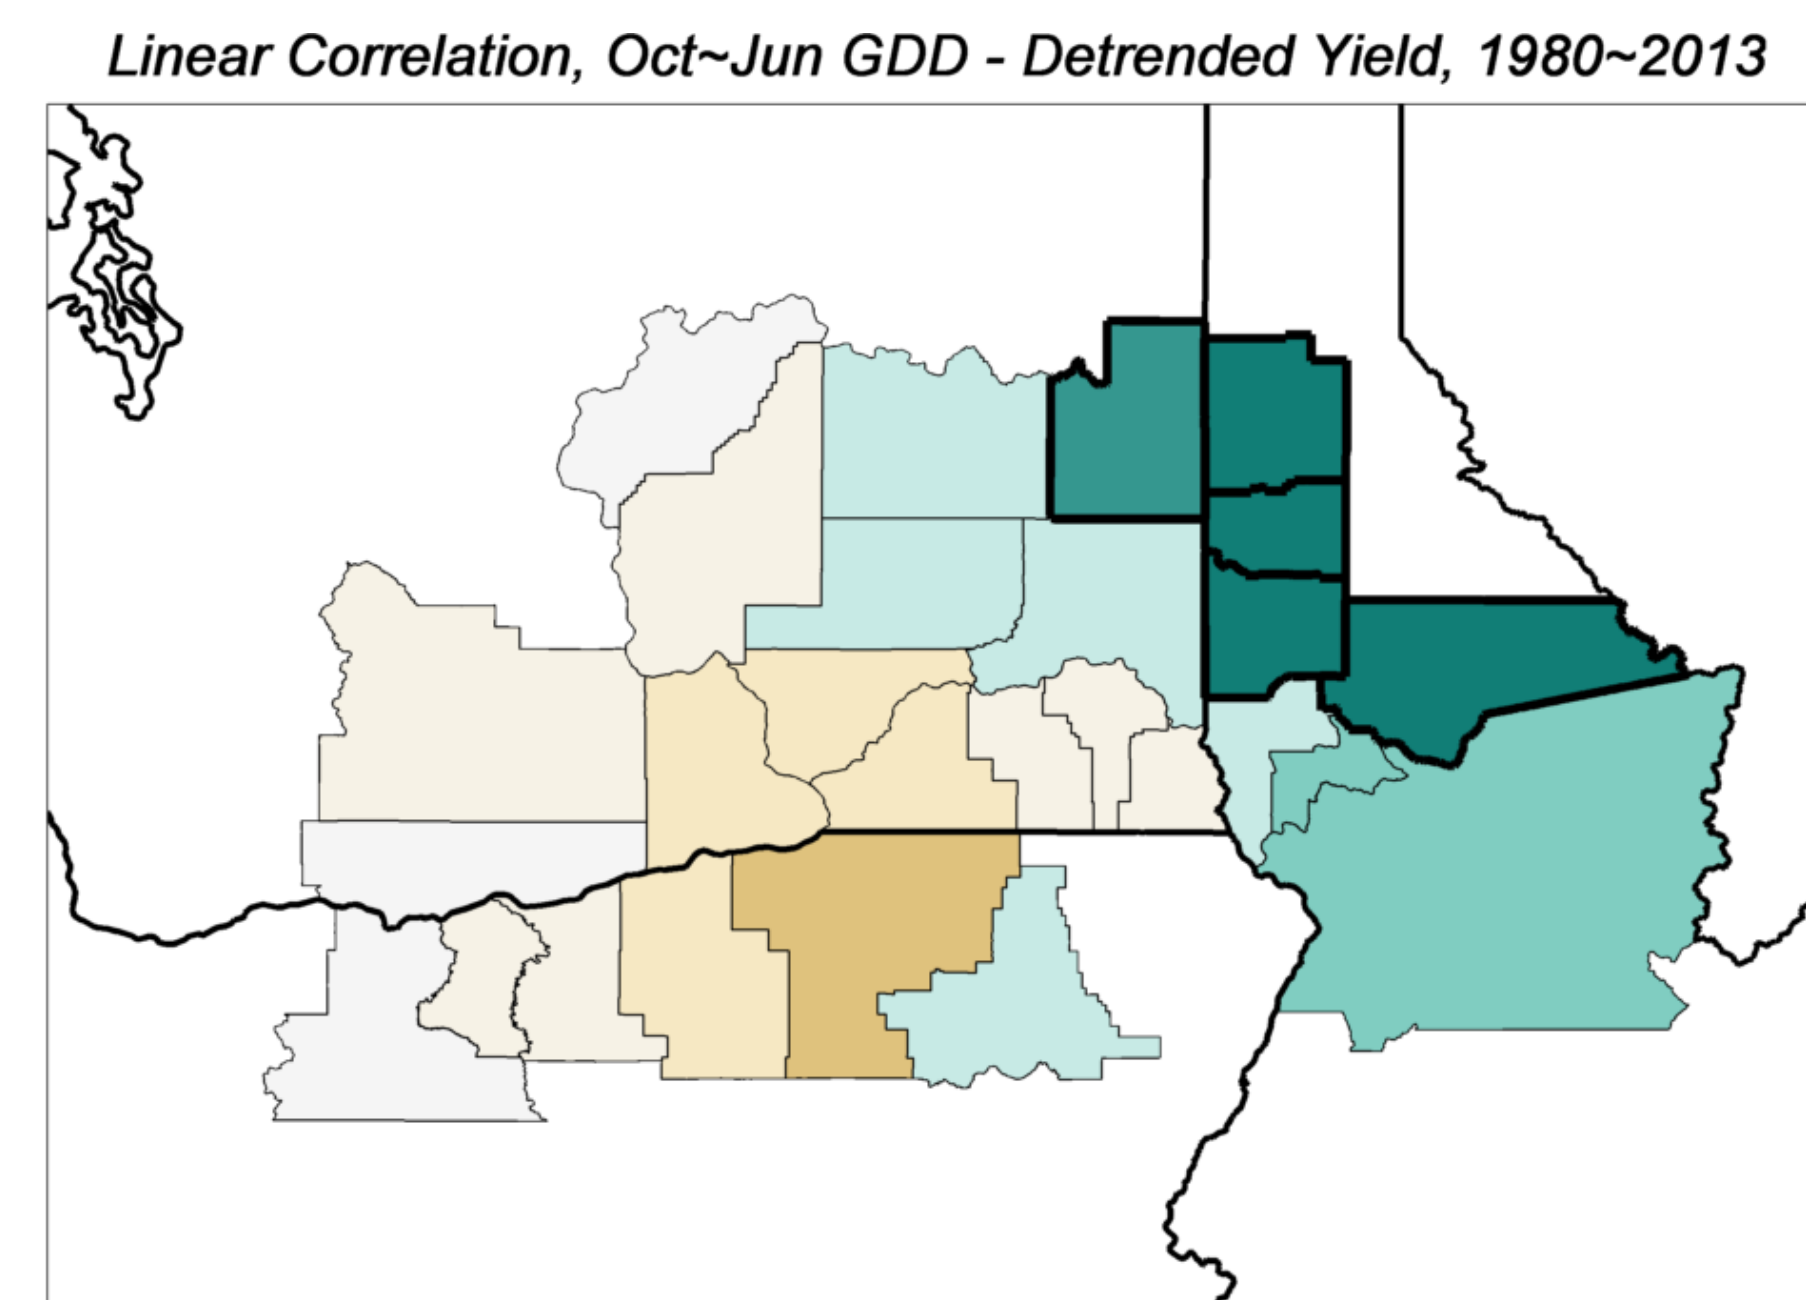 Linear Correlation, Oct~Jun GDD - Detrended Yield, 1980~2013